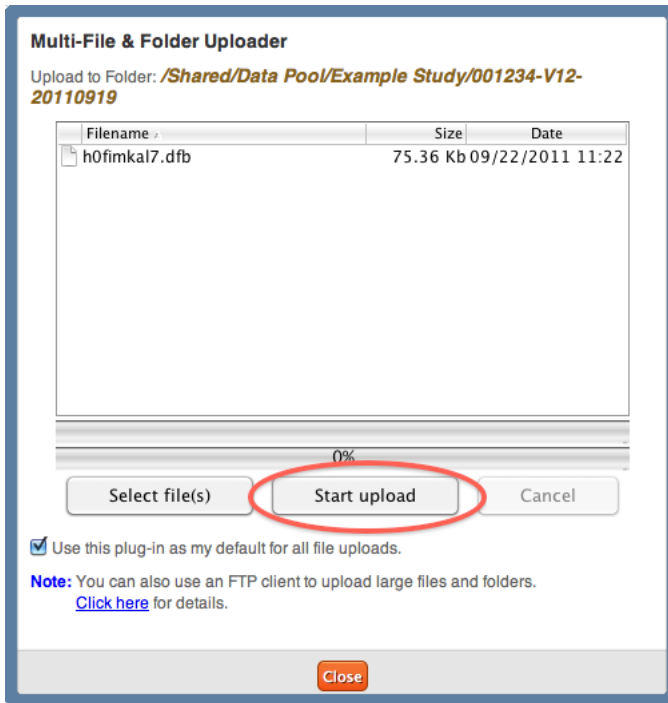 Multi-File & Folder Uploader
Upload to Folder: /Shared/Data Pool/Example Study/001234-V12-
20110919
Filename Size Date
h0fimkal7.dfb 75.36 Kb 09/22/2011 11:22
0%
Select file(s) Start upload Cancel
Use this plug-in as my default for all file uploads.
Note: You can also use an FTP client to upload large files and folders.
Click here for details.
Close